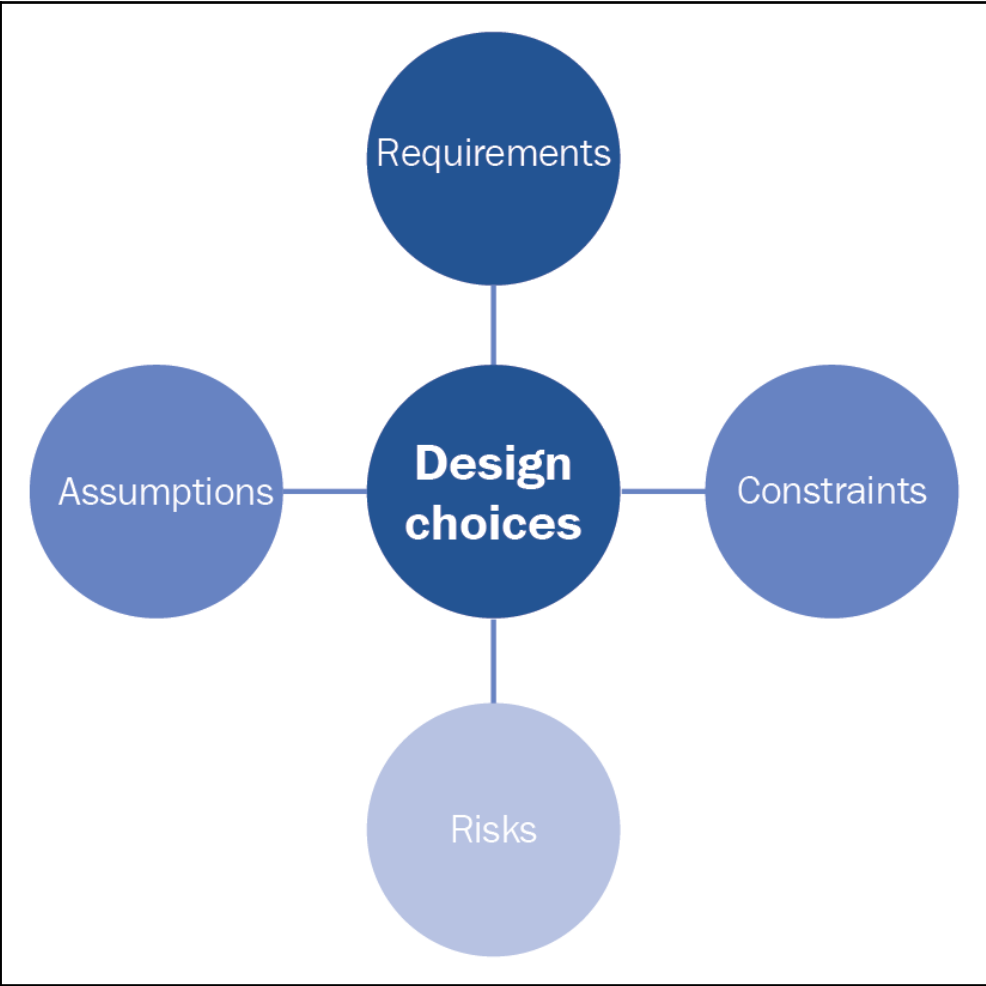 Requirements
Assumptions
Design
choices
Constraints
Risks